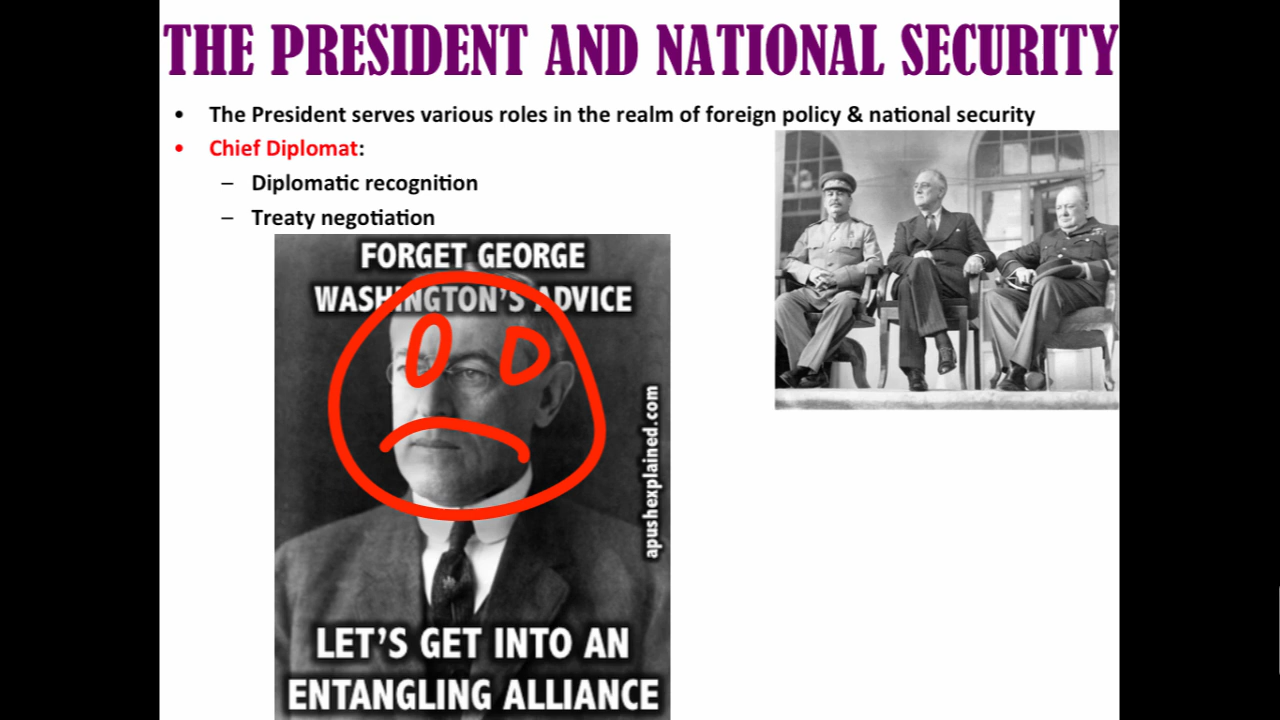 THE PRESIDENT AND NATIONAL SECURITY
• The President serves various roles in the realm of foreign policy & national security
• Chief Diplomat:
– Diplomatic recognition
– Treaty negotiation
FORGET GEORGE
WASHINGTON'S ADVICE
apushexplained.com
LET'S GET INTO AN
ENTANGLING ALLIANCE